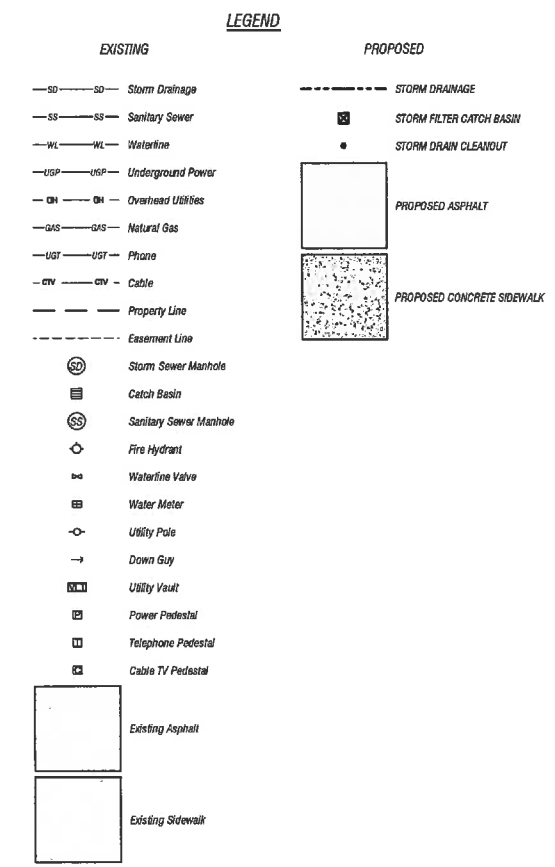 LEGEND
EXISTING
SD SD Storm Drainage
SS SS Sanitary Sewer
WL WL Waterline
UGP UGP Underground Power
OH OH Overhead Utilities
GAS GAS Natural Gas
UGT UGT Phone
CTV CTV Cable
Property Line
Easement Line
SD Storm Sewer Manhole
Catch Basin
SS Sanitary Sewer Manhole
Fire Hydrant
Waterline Valve
Water Meter
Utility Pole
Down Guy
Utility Vault
P Power Pedestal
T Telephone Pedestal
C Cable TV Pedestal
Existing Asphalt
Existing Sidewalk
PROPOSED
STORM DRAINAGE
STORM FILTER CATCH BASIN
STORM DRAIN CLEANOUT
PROPOSED ASPHALT
PROPOSED CONCRETE SIDEWALK